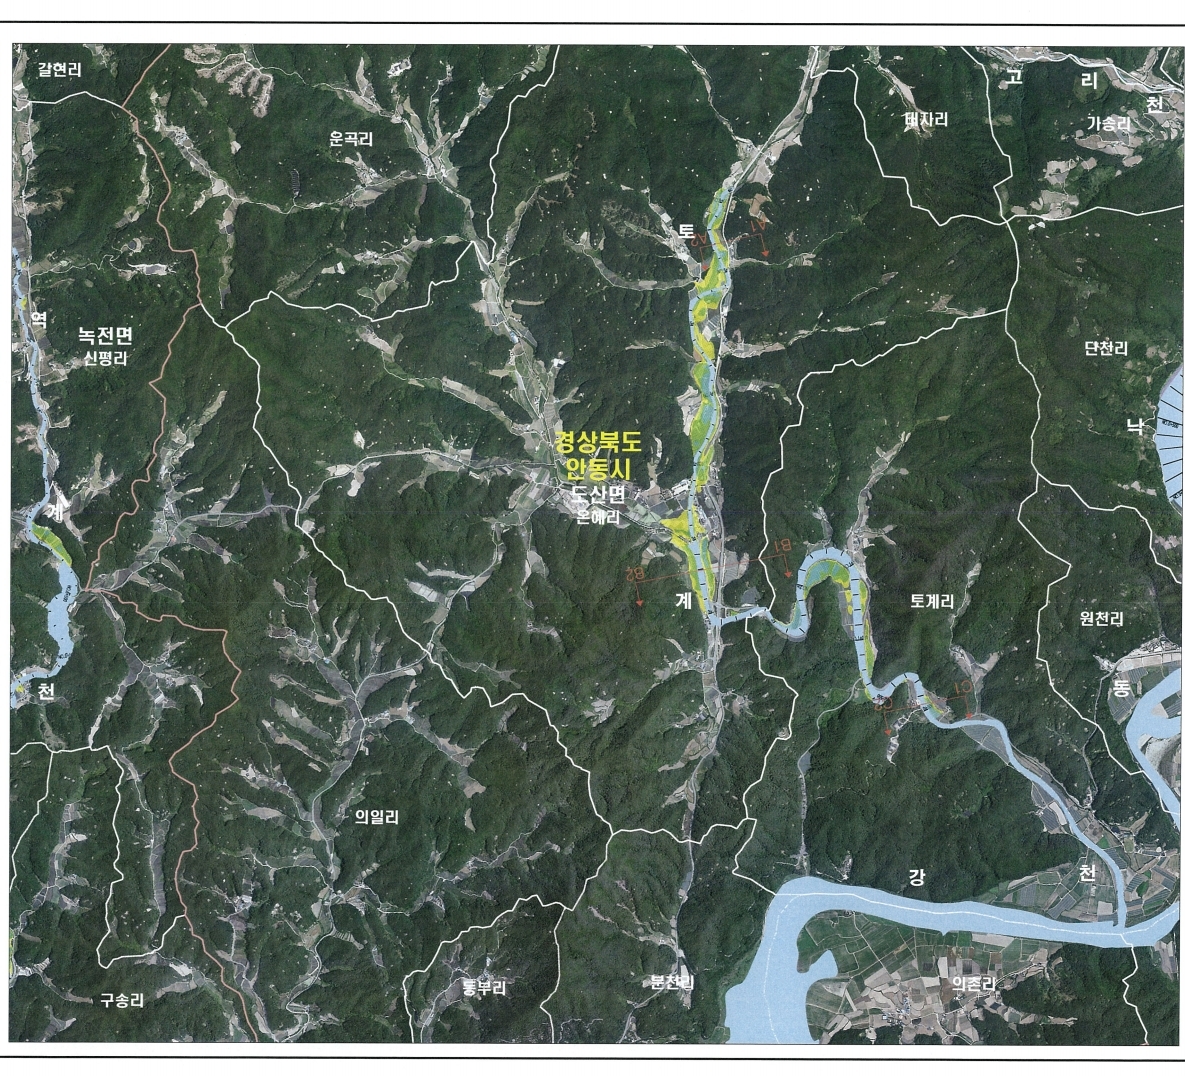 갈현리
고 리 천
태자리
가송리
운곡리
토
A1
A2
역
녹전면
신평리
단천리
낙
경상북도
안동시
도산면
온혜리
계
B1
B2
계
토계리
원천리
동
천
C1
C2
의일리
강
천
구송리
동부리
분천리
의촌리